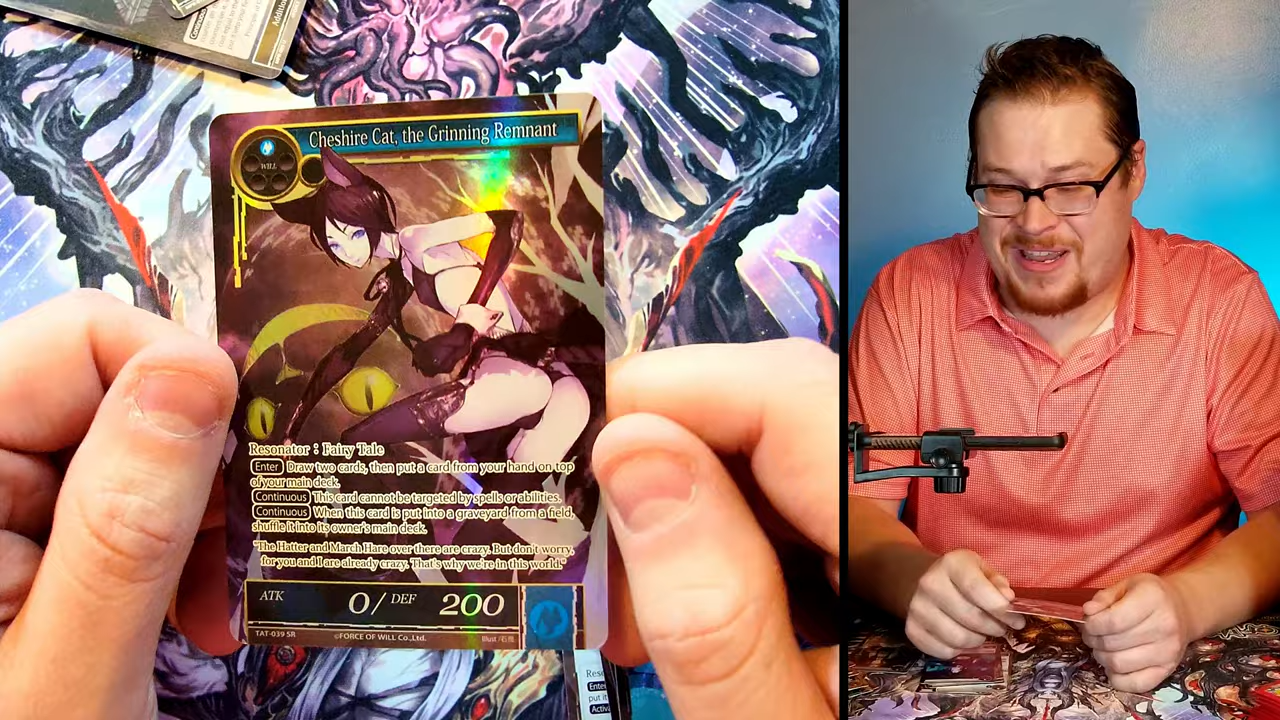 Cheshire Cat, the Grinning Remnant
WILL
Resonator : Fairy Tale
Enter Draw two cards, then put a card from your hand on top
of your main deck.
Continuous This card cannot be targeted by spells or abilities.
Continuous When this card is put into a graveyard from a field,
shuffle it into its owner's main deck.
"The Hatter and March Hare over there are crazy. But don't worry,
for you and I are already crazy. That's why we're in this world."
ATK 0/ DEF 200
TAT-039 SR ©FORCE OF WILL Co.,Ltd. Illust/
Enter
put it